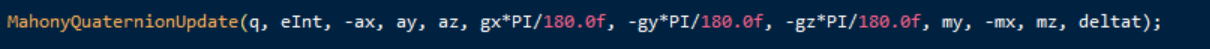 MahonyQuaternionUpdate(q, eInt, -ax, ay, az, gx*PI/180.0f, -gy*PI/180.0f, -gz*PI/180.0f, my, -mx, mz, deltat);